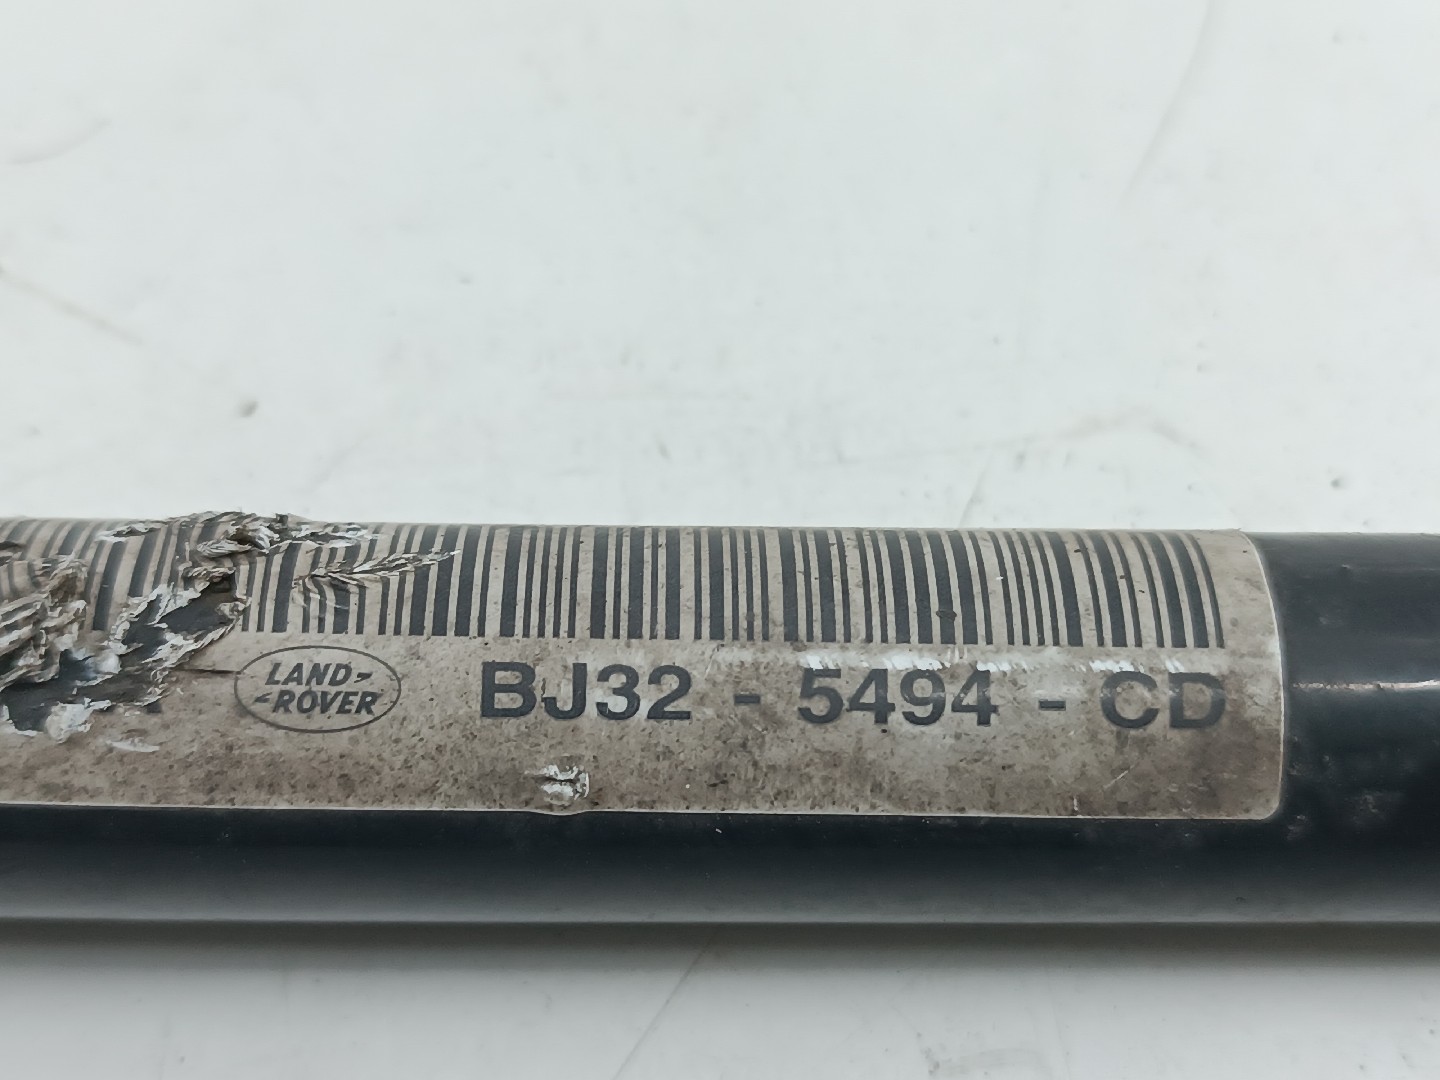 LAND-
-ROVER
BJ32 - 5494 - CD